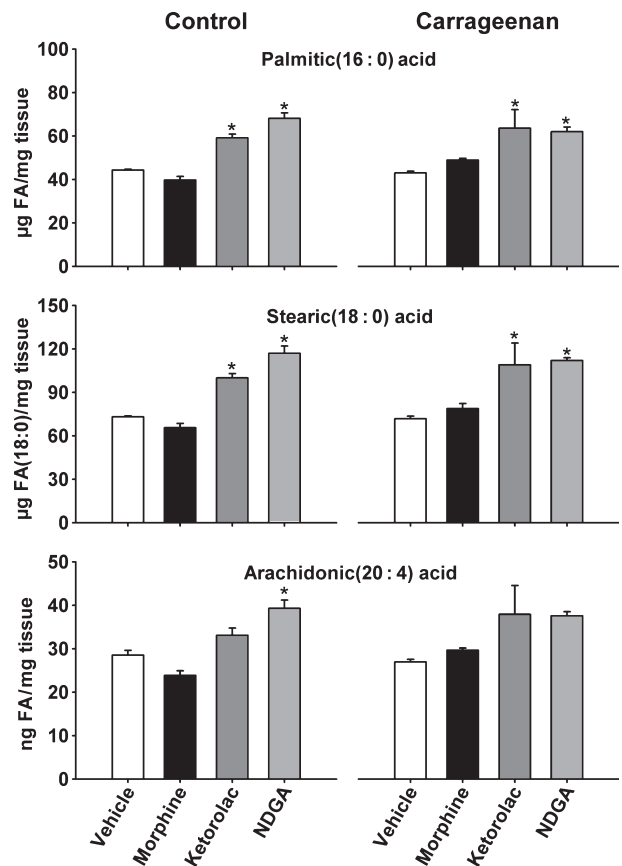 Control Carrageenan
Palmitic(16 : 0) acid
µg FA/mg tissue
100
80
60
40
20
0
* * * *
Stearic(18 : 0) acid
µg FA(18:0)/mg tissue
150
120
90
60
30
0
* * * *
Arachidonic(20 : 4) acid
ng FA/mg tissue
50
40
30
20
10
0
*
Vehicle Morphine Ketorolac NDGA Vehicle Morphine Ketorolac NDGA